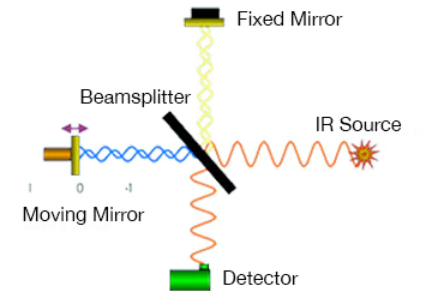 Fixed Mirror
Beamsplitter
IR Source
1 0 -1
Moving Mirror
Detector